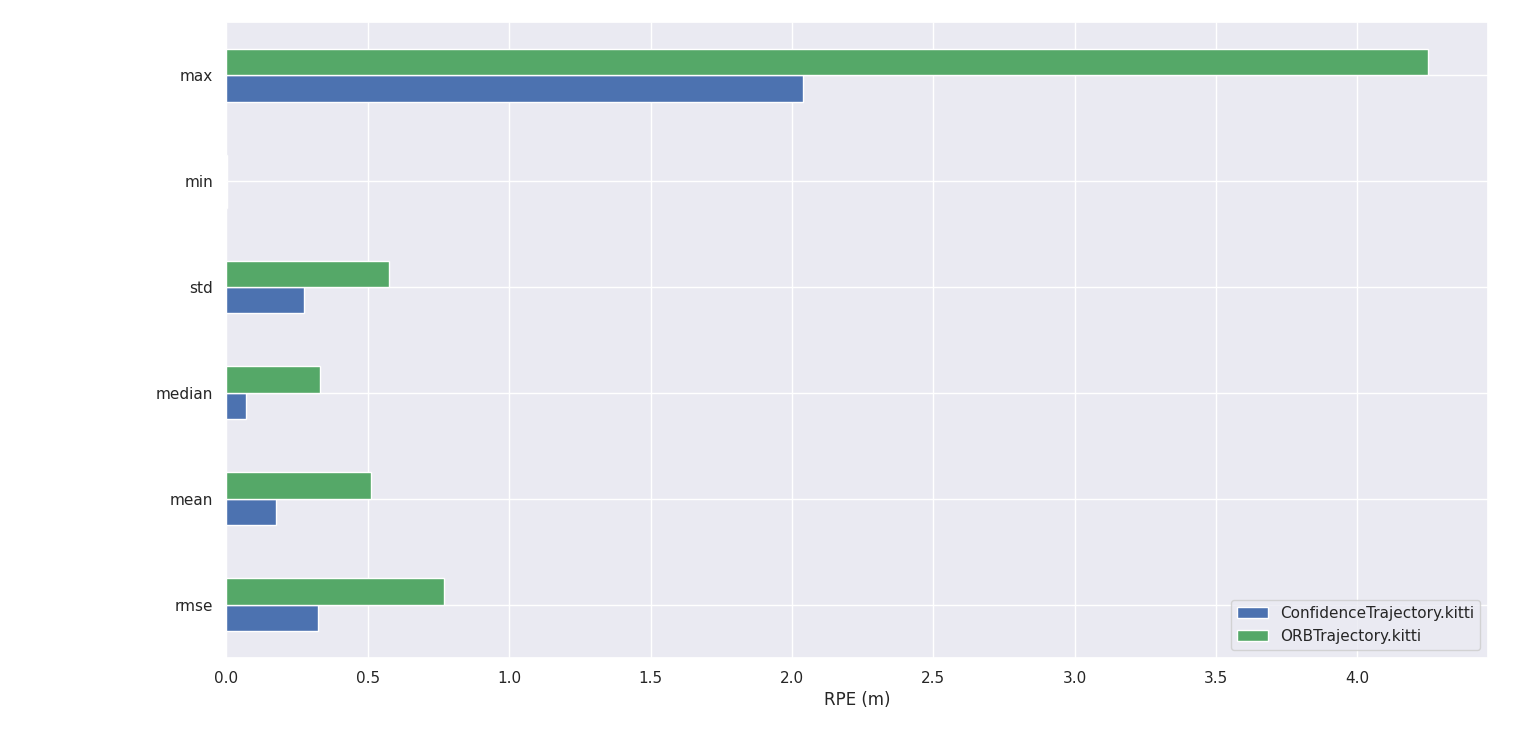 max
min
std
median
mean
rmse
ConfidenceTrajectory.kitti
ORBTrajectory.kitti
0.0 0.5 1.0 1.5 2.0 2.5 3.0 3.5 4.0
RPE (m)